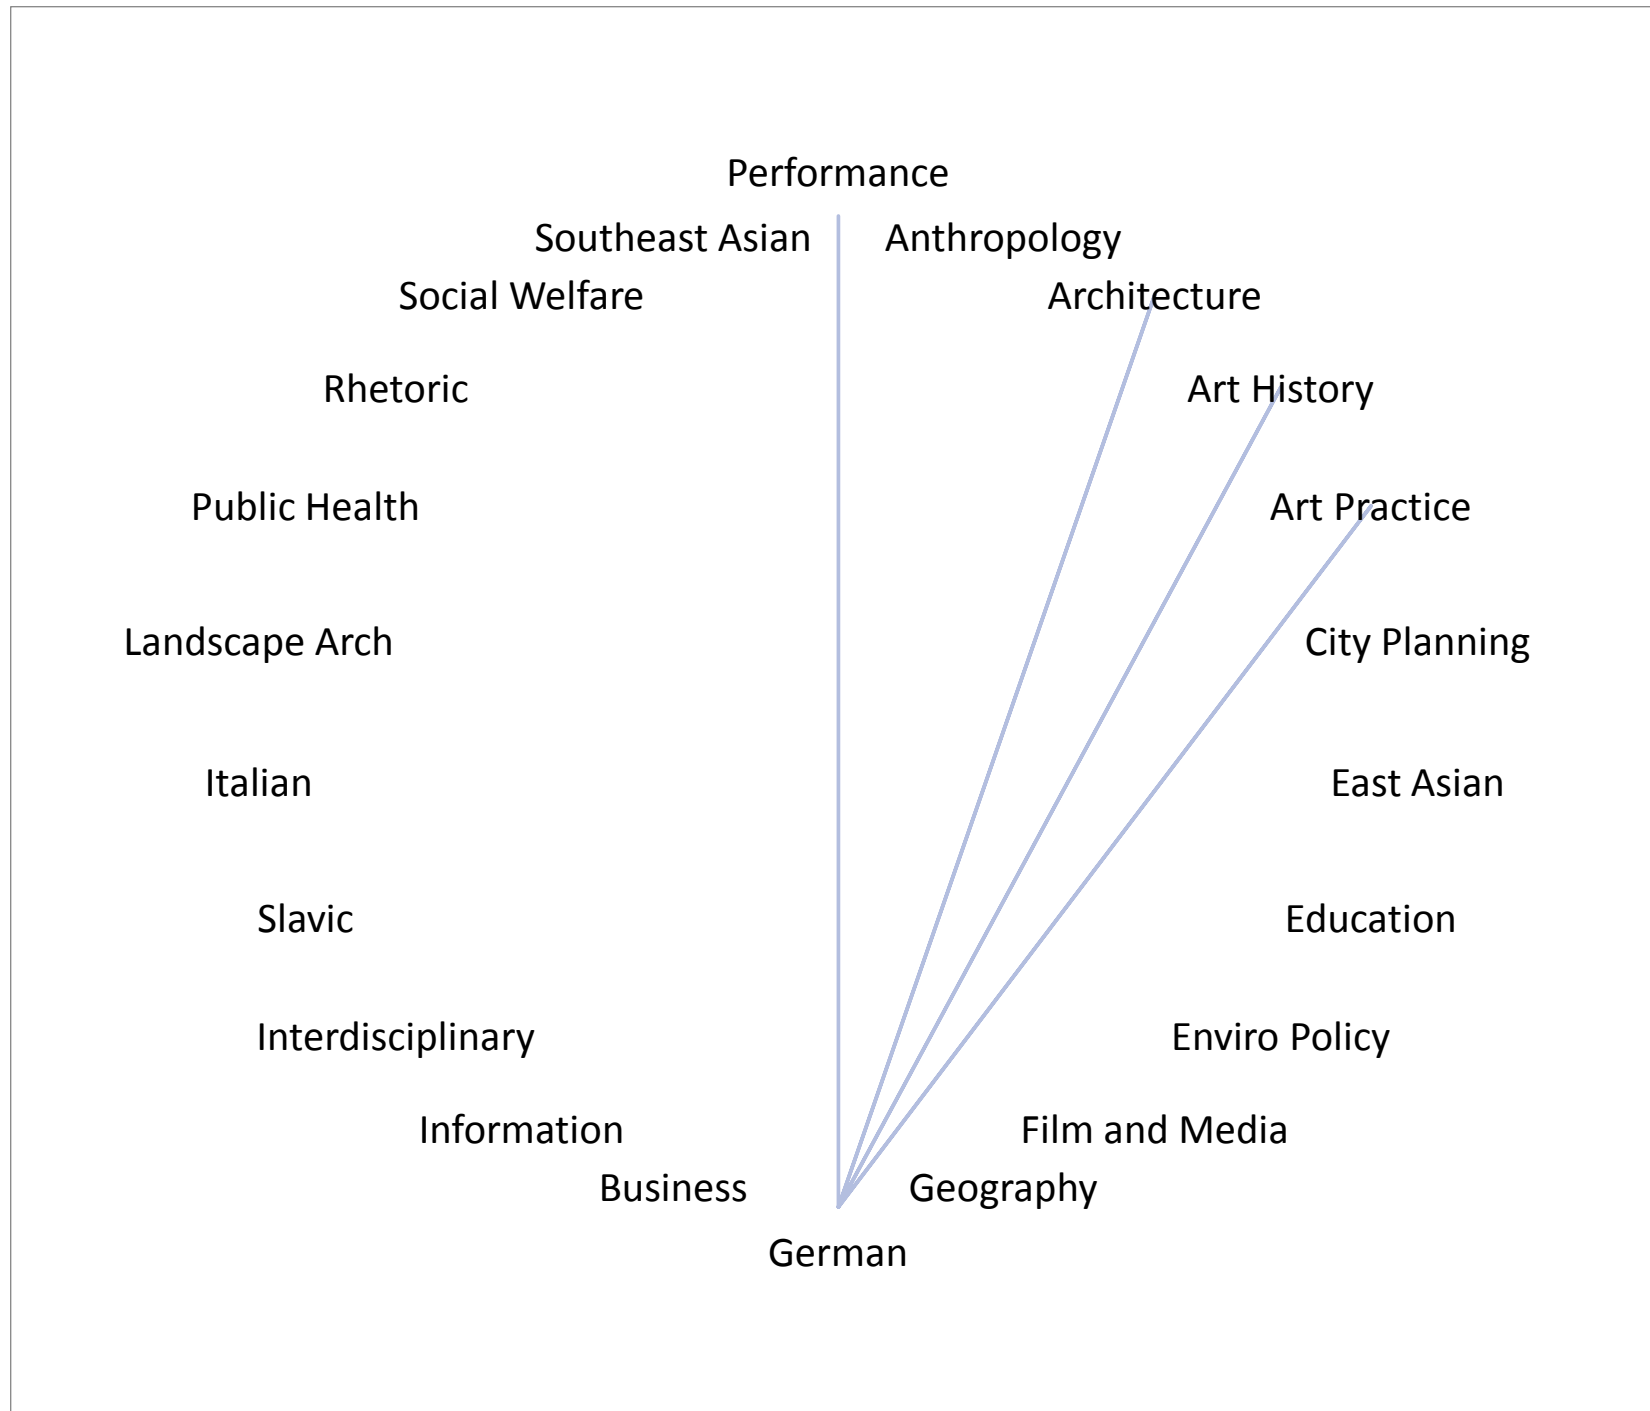 Performance
Southeast Asian
Anthropology
Social Welfare
Architecture
Rhetoric
Art History
Public Health
Art Practice
Landscape Arch
City Planning
Italian
East Asian
Slavic
Education
Interdisciplinary
Enviro Policy
Information
Film and Media
Business
Geography
German